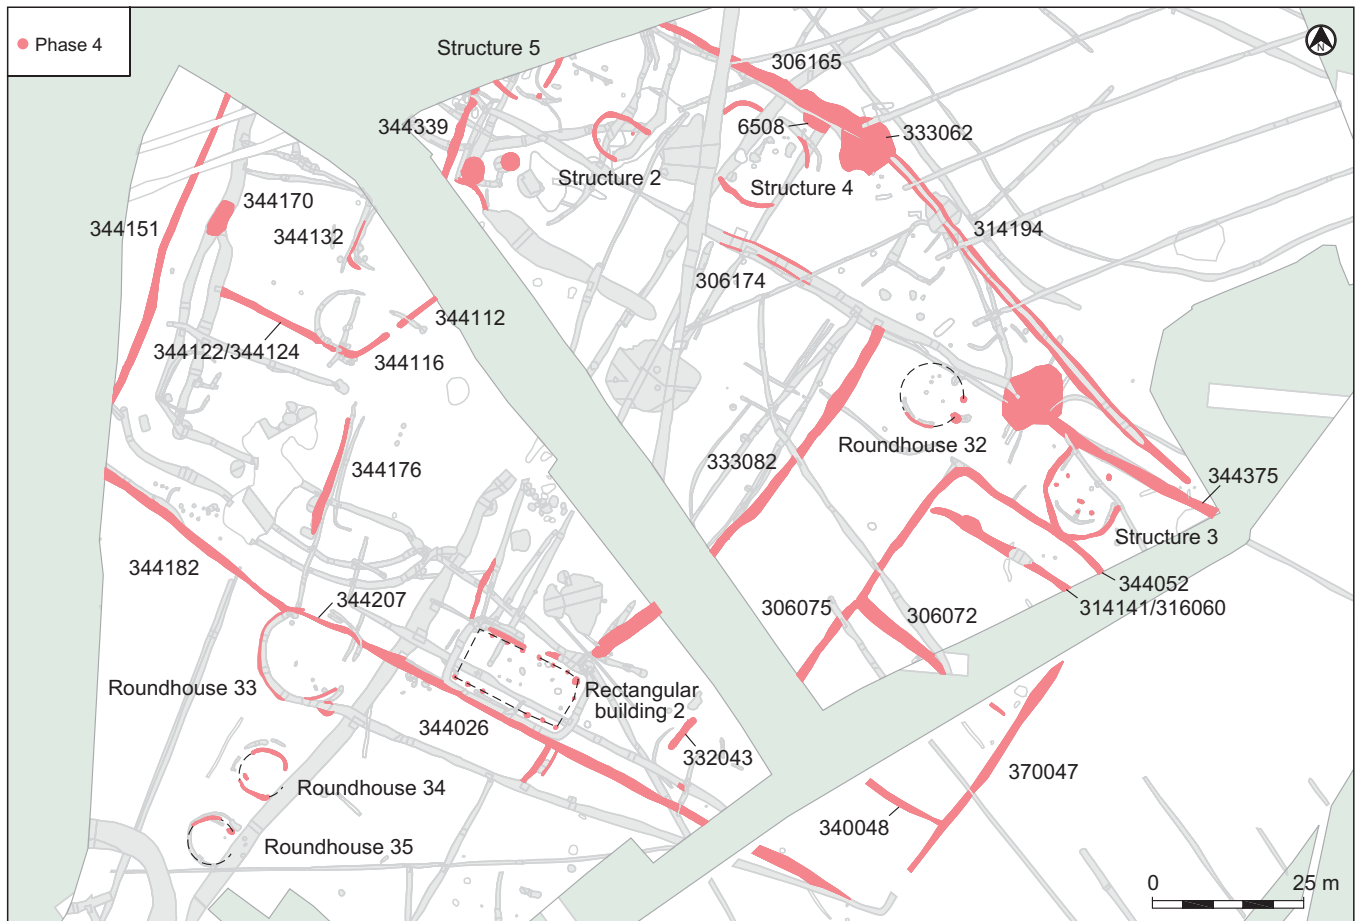 Phase 4
Structure 5
306165
N
344339
6508
333062
Structure 2
Structure 4
344170
344151
344132
314194
306174
344112
344122/344124
344116
Roundhouse 32
333082
344176
344375
Structure 3
344182
344052
344207
306075
306072
314141/316060
Roundhouse 33
Rectangular
building 2
344026
332043
370047
Roundhouse 34
340048
Roundhouse 35
0
25 m